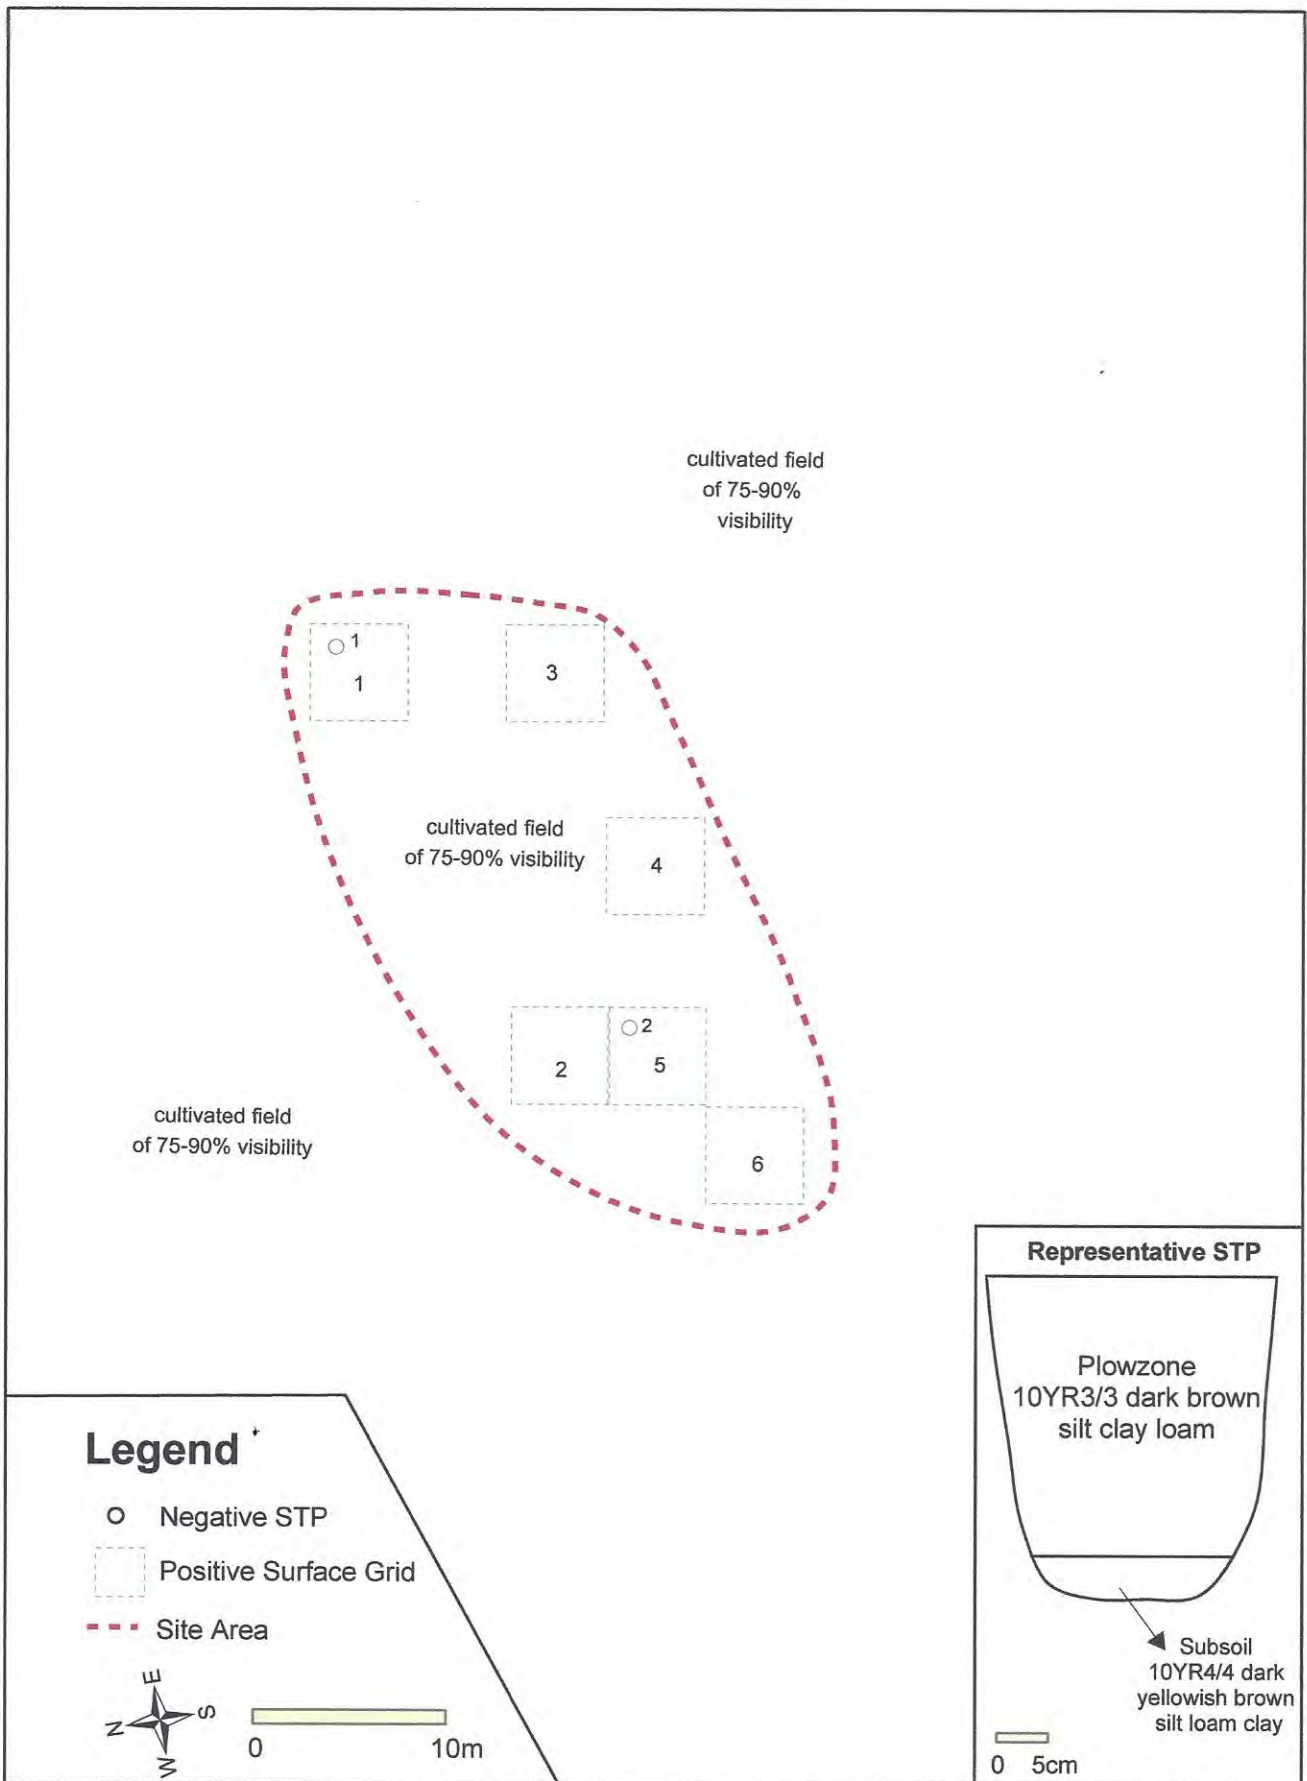 cultivated field
of 75-90%
visibility
1
1
3
cultivated field
of 75-90% visibility
4
2
2
5
cultivated field
of 75-90% visibility
6
Representative STP
Plowzone
10YR3/3 dark brown
silt clay loam
Subsoil
10YR4/4 dark
yellowish brown
silt loam clay
0 5cm
Legend
Negative STP
Positive Surface Grid
Site Area
E
N
S
W
0 10m